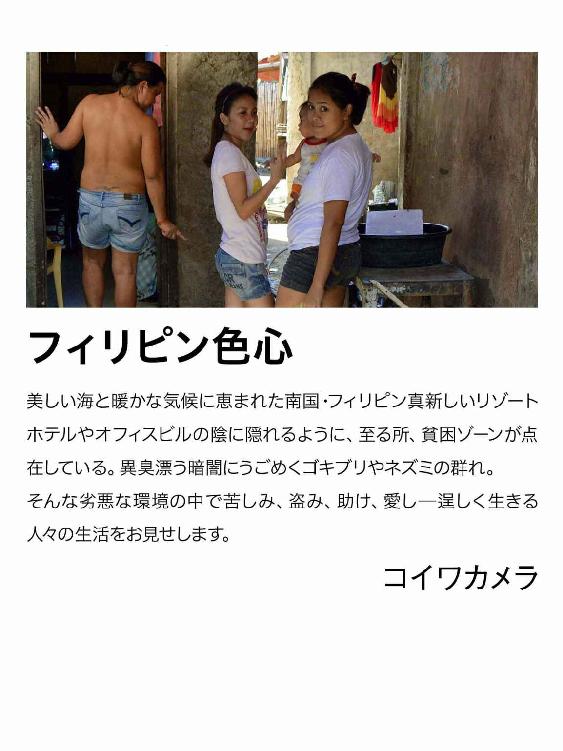 フィリピン色心
美しい海と暖かな気候に恵まれた南国・フィリピン真新しいリゾート
ホテルやオフィスビルの陰に隠れるように、至る所、貧困ゾーンが点
在している。異臭漂う暗闇にうごめくゴキブリやネズミの群れ。
そんな劣悪な環境の中で苦しみ、盗み、助け、愛し―逞しく生きる
人々の生活をお見せします。
コイワカメラ